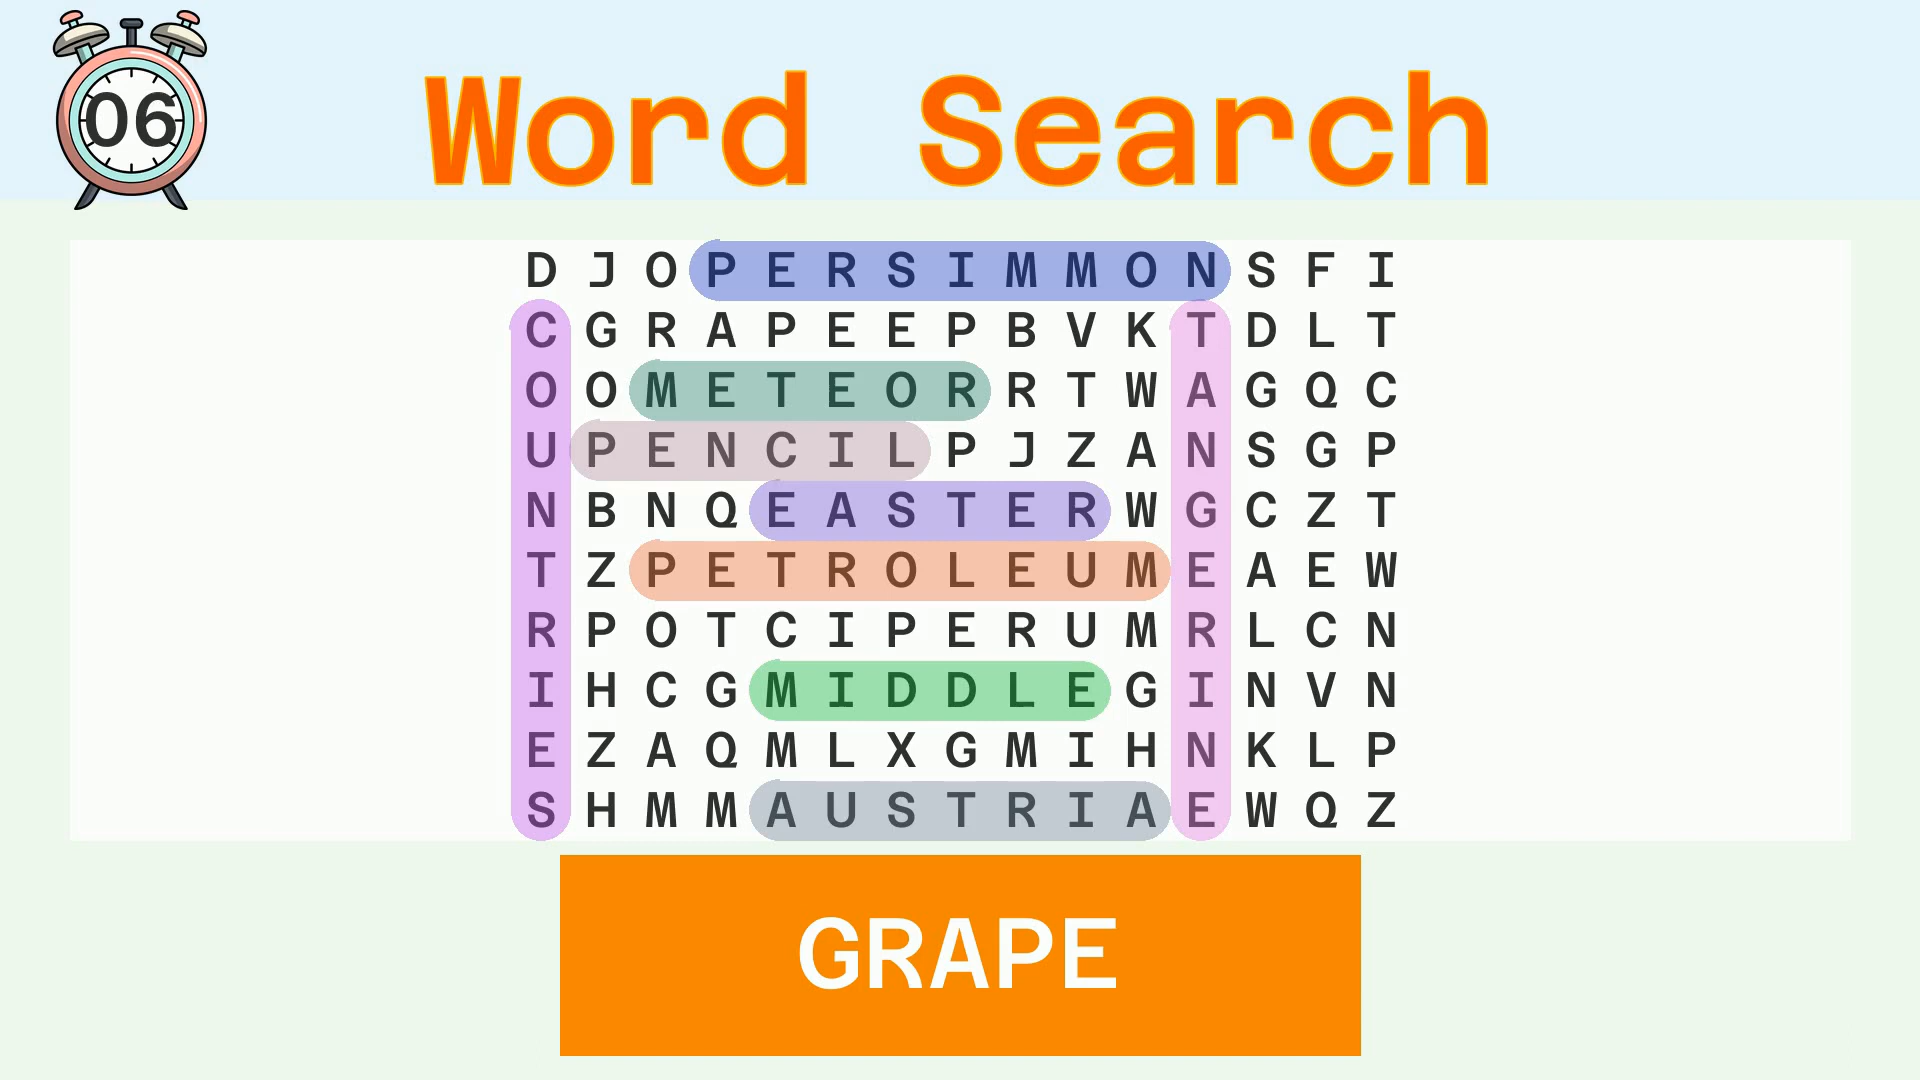 06
Word Search
D J O P E R S I M M O N S F I
C G R A P E E P B V K T D L T
O O M E T E O R R T W A G Q C
U P E N C I L P J Z A N S G P
N B N Q E A S T E R W G C Z T
T Z P E T R O L E U M E A E W
R P O T C I P E R U M R L C N
I H C G M I D D L E G I N V N
E Z A Q M L X G M I H N K L P
S H M M A U S T R I A E W Q Z
GRAPE